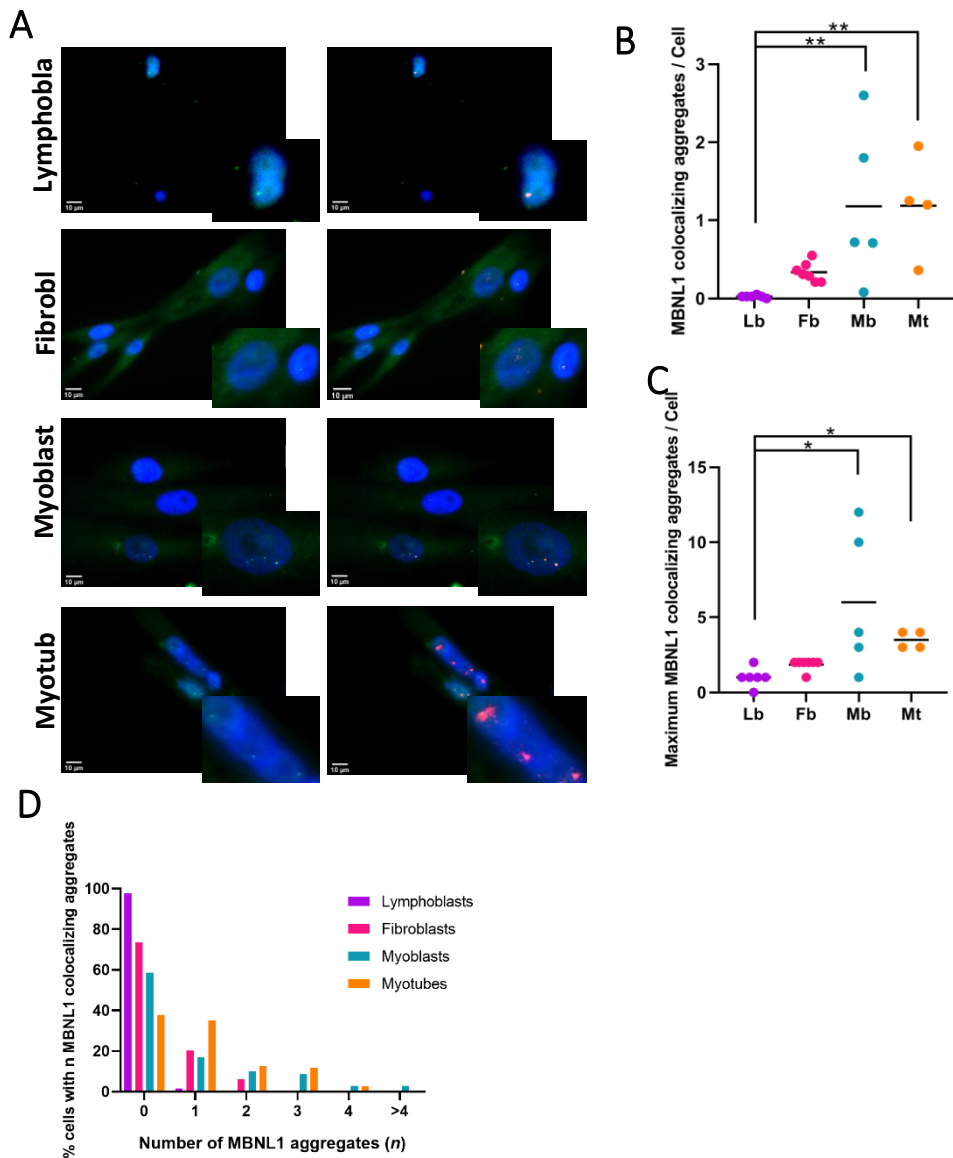 A
Lymphobla
10 µm
10 µm
Fibrobl
10 µm
10 µm
Myoblast
10 µm
10 µm
Myotub
10 µm
10 µm
B
MBNL1 colocalizing aggregates / Cell
**
**
3
2
1
0
Lb Fb Mb Mt
C
Maximum MBNL1 colocalizing aggregates / Cell
*
*
15
10
5
0
Lb Fb Mb Mt
D
% cells with n MBNL1 colocalizing aggregates
100
80
60
40
20
0
0 1 2 3 4 >4
Number of MBNL1 aggregates (n)
Lymphoblasts
Fibroblasts
Myoblasts
Myotubes